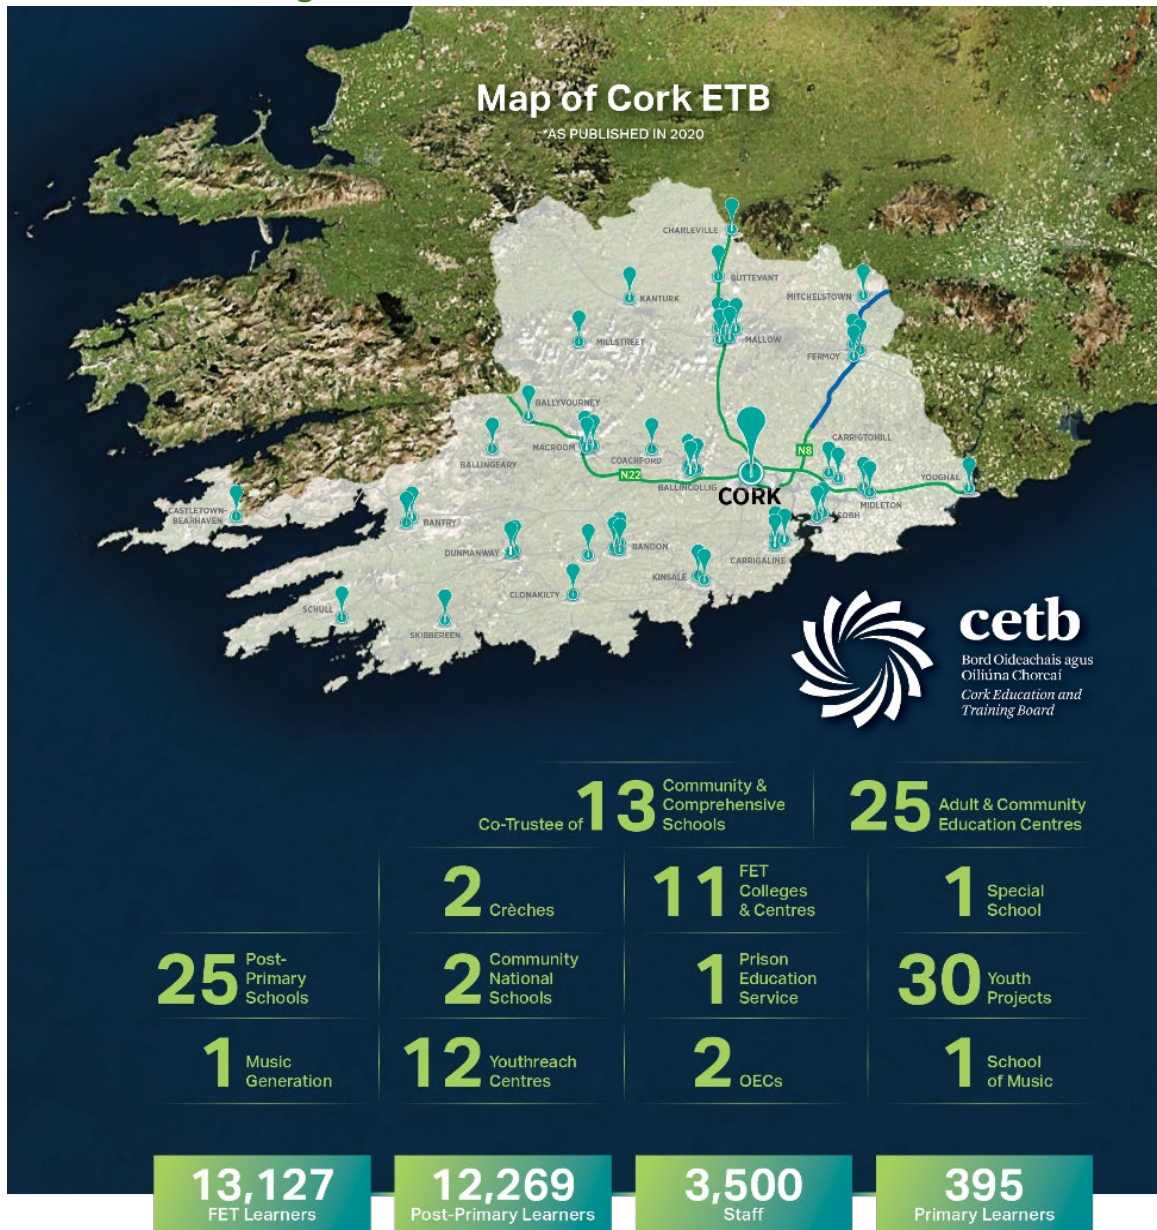 Map of Cork ETB
*AS PUBLISHED IN 2020
CHARLEVILLE
BUTTEVANT
KANTURK
MITCHELSTOWN
MILLSTREET
MALLOW
FERMOY
BALLYVOURNEY
MACROOM
COACHFORD
CARRIGTOHILL
N8
BALLINGEARY
N22
BALLINCOLLIG
CORK
YOUGHAL
MIDLETON
CASTLETOWN-
BEARHAVEN
BANTRY
COBH
DUNMANWAY
BANDON
CARRIGALINE
KINSALE
CLONAKILTY
SCHULL
SKIBBEREEN
cetb
Bord Oideachais agus
Oiliúna Chorcaí
Cork Education and
Training Board
Co-Trustee of 13 Community &
Comprehensive
Schools
25 Adult & Community
Education Centres
2 Crèches
11 FET
Colleges
& Centres
1 Special
School
25 Post-
Primary
Schools
2 Community
National
Schools
1 Prison
Education
Service
30 Youth
Projects
1 Music
Generation
12 Youthreach
Centres
2 OECs
1 School
of Music
13,127
FET Learners
12,269
Post-Primary Learners
3,500
Staff
395
Primary Learners